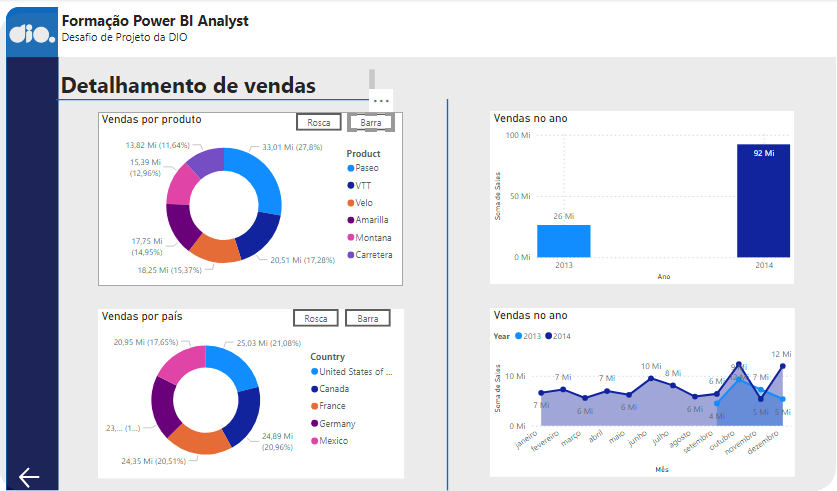 dio.
Formação Power BI Analyst
Desafio de Projeto da DIO
Detalhamento de vendas
...
Vendas por produto
Rosca
Barra
13,82 Mi (11,64%)
33,01 Mi (27,8%)
15,39 Mi
(12,96%)
17,75 Mi
(14,95%)
18,25 Mi (15,37%)
20,51 Mi (17,28%)
Product
Paseo
VTT
Velo
Amarilla
Montana
Carretera
Vendas no ano
Soma de Sales
100 Mi
50 Mi
0 Mi
26 Mi
92 Mi
2013
2014
Ano
Vendas por país
Rosca
Barra
20,95 Mi (17,65%)
25,03 Mi (21,08%)
23,... (1...)
24,35 Mi (20,51%)
24,89 Mi
(20,96%)
Country
United States of ...
Canada
France
Germany
Mexico
Vendas no ano
Year
2013
2014
Soma de Sales
10 Mi
0 Mi
7 Mi
7 Mi
6 Mi
7 Mi
6 Mi
10 Mi
8 Mi
6 Mi
6 Mi
4 Mi
7 Mi
5 Mi
12 Mi
5 Mi
janeiro
fevereiro
março
abril
maio
junho
julho
agosto
setembro
outubro
novembro
dezembro
Mês